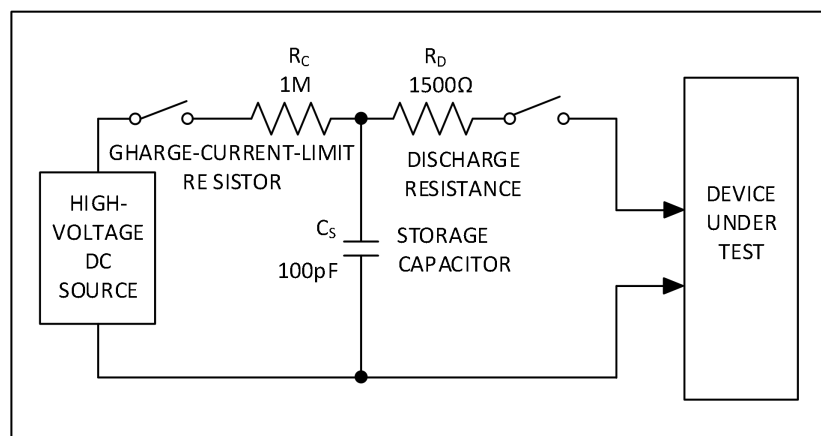 R_C
1M
R_D
1500Ω
GHARGE-CURRENT-LIMIT
RE SISTOR
DISCHARGE
RESISTANCE
HIGH-
VOLTAGE
DC
SOURCE
C_S
100pF
STORAGE
CAPACITOR
DEVICE
UNDER
TEST